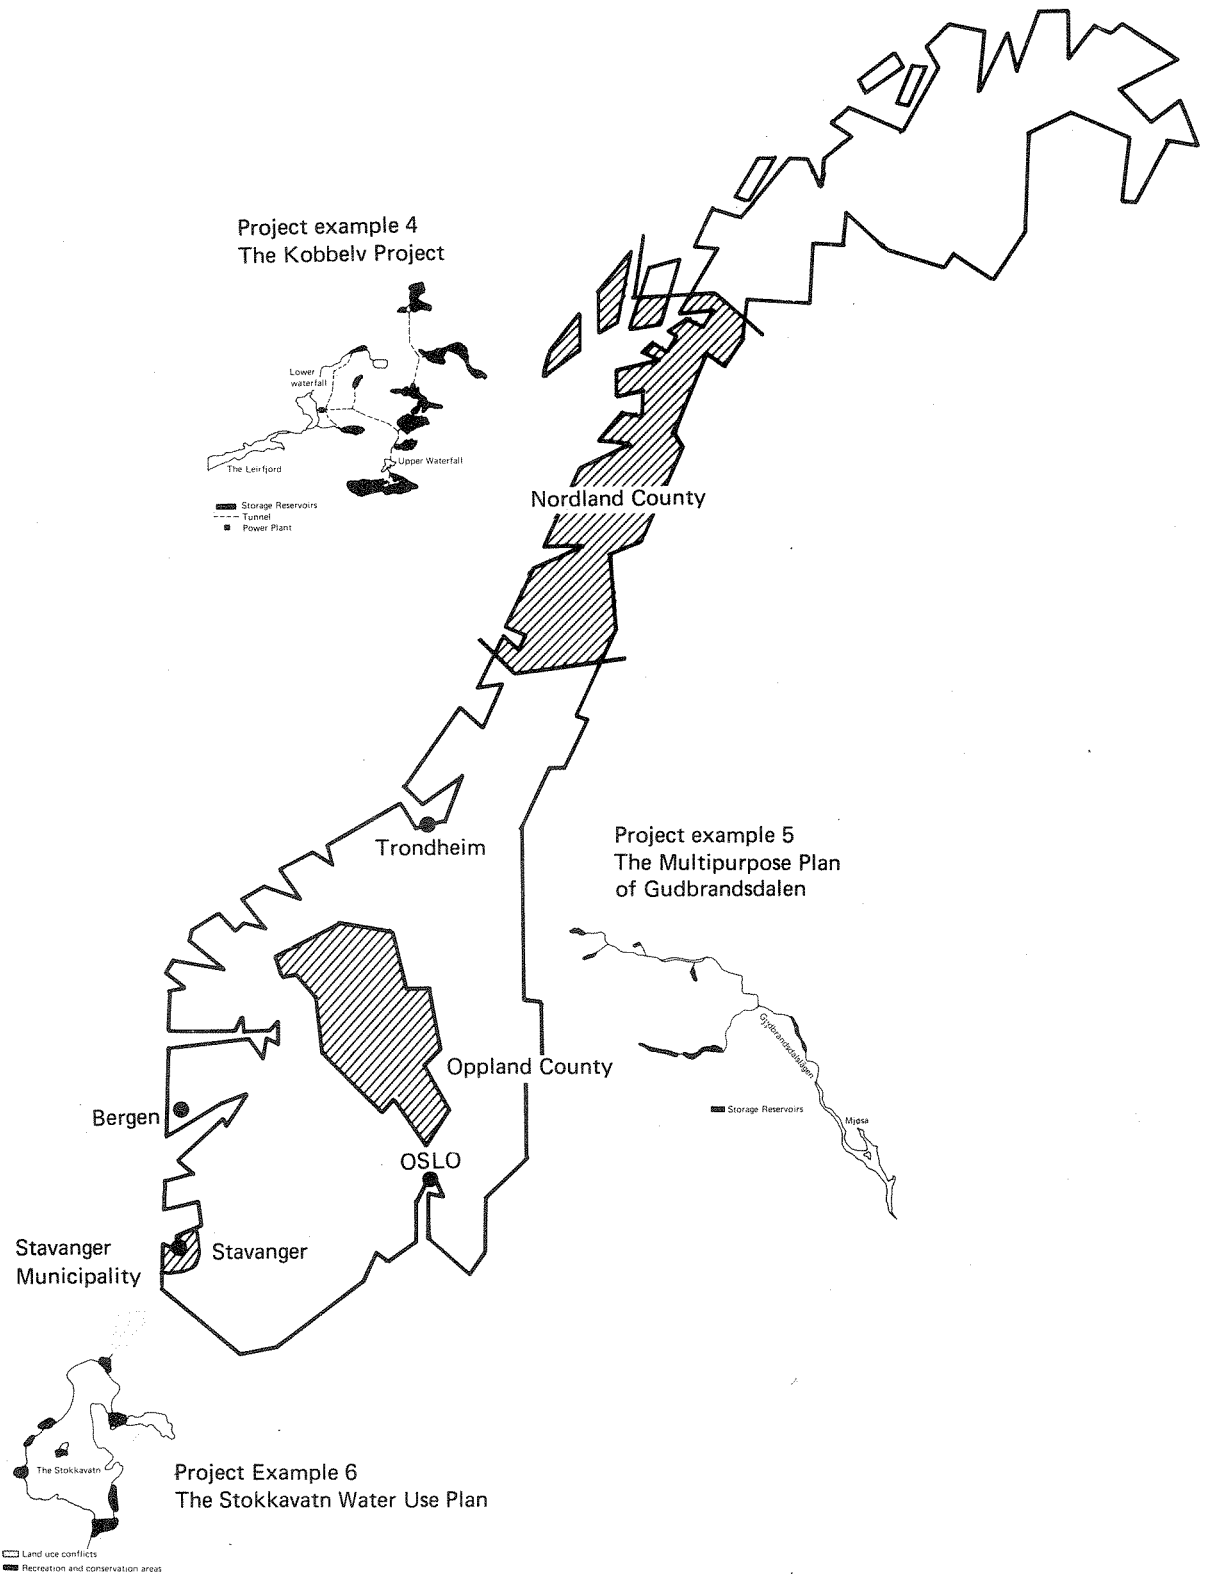 Project example 4
The Kobbelv Project
Lower
waterfall
The Leirfjord
Upper Waterfall
Storage Reservoirs
Tunnel
Power Plant
Nordland County
Trondheim
Project example 5
The Multipurpose Plan
of Gudbrandsdalen
Gudbrandsdalslågen
Storage Reservoirs
Mjøsa
Oppland County
Bergen
OSLO
Stavanger
Municipality
Stavanger
The Stokkavatn
Project Example 6
The Stokkavatn Water Use Plan
Land uce conflicts
Recreation and conservation areas